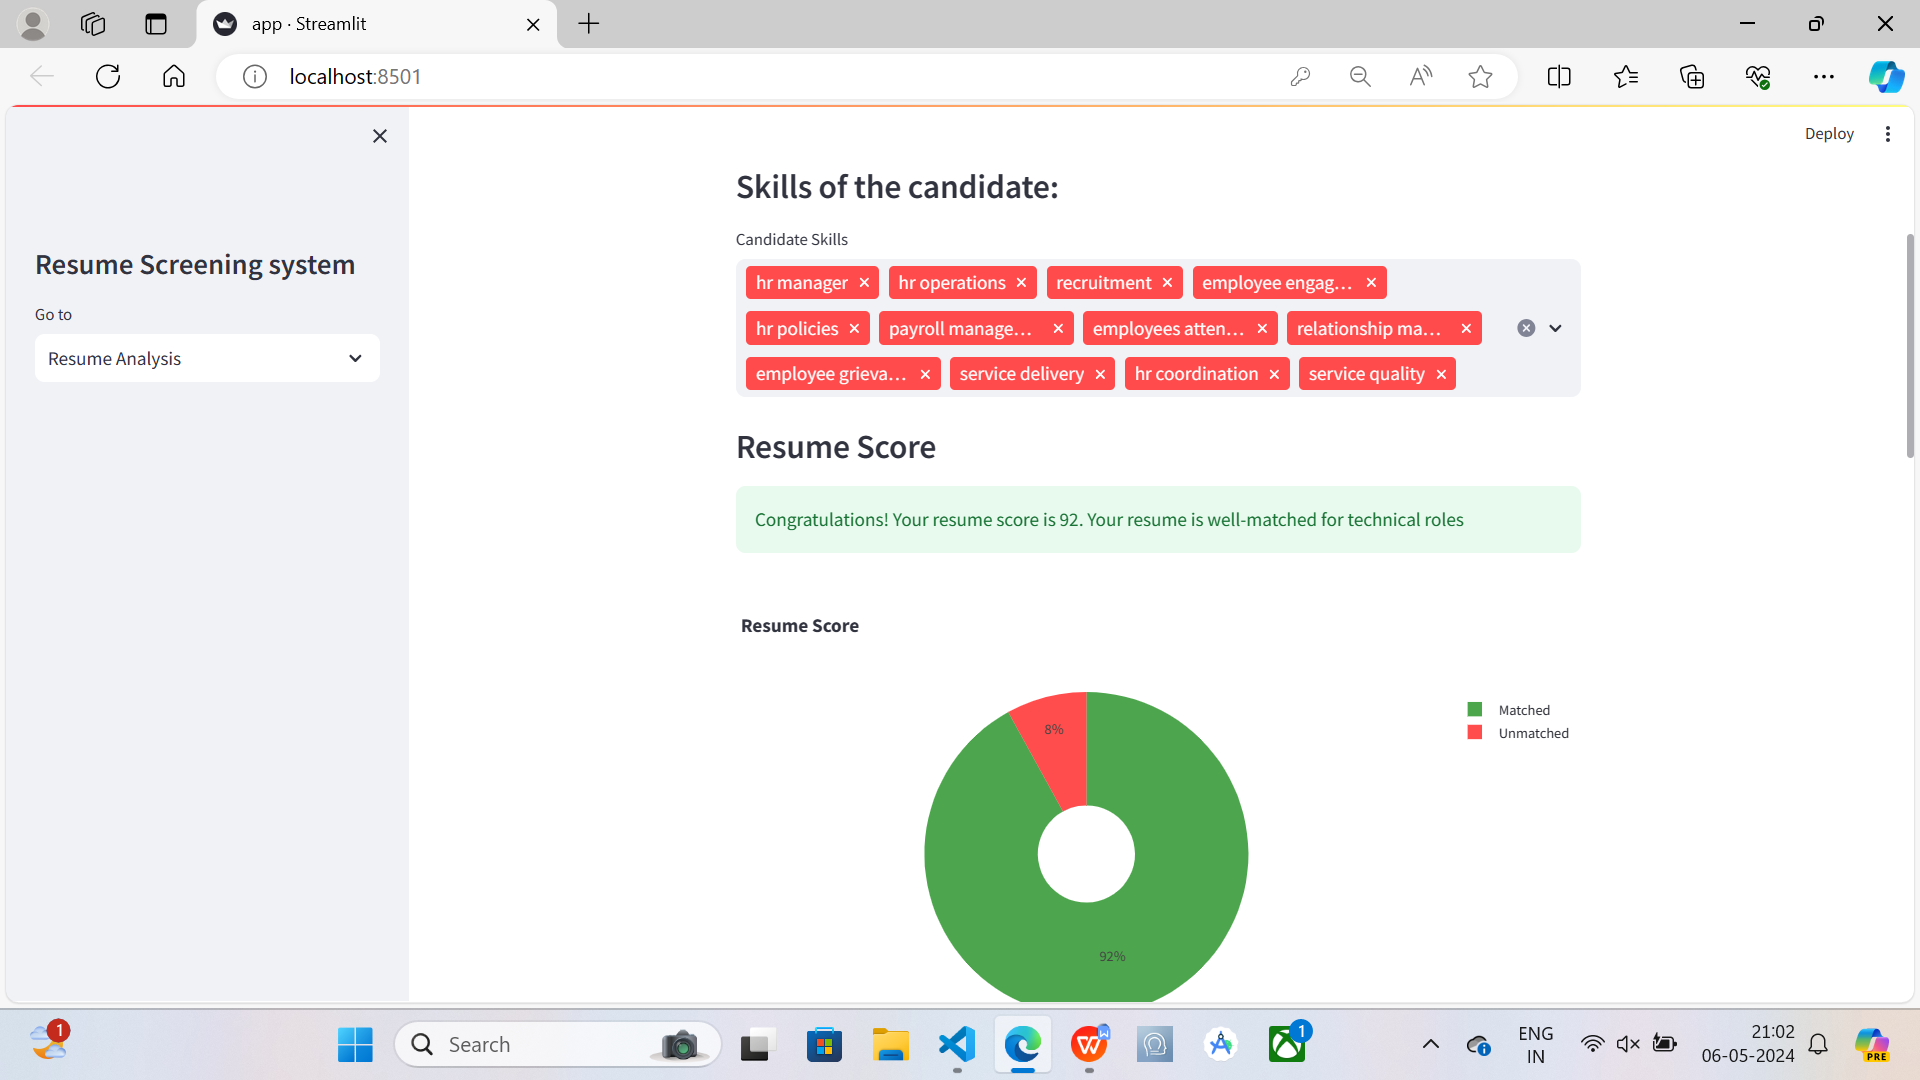 app · Streamlit
localhost:8501
Deploy
Resume Screening system
Go to
Resume Analysis
Skills of the candidate:
Candidate Skills
hr manager hr operations recruitment employee engag...
hr policies payroll manage... employees atten... relationship ma...
employee grieva... service delivery hr coordination service quality
Resume Score
Congratulations! Your resume score is 92. Your resume is well-matched for technical roles
Resume Score
Matched
Unmatched
8%
92%
1
Search
1
ENG
IN
21:02
06-05-2024
PRE